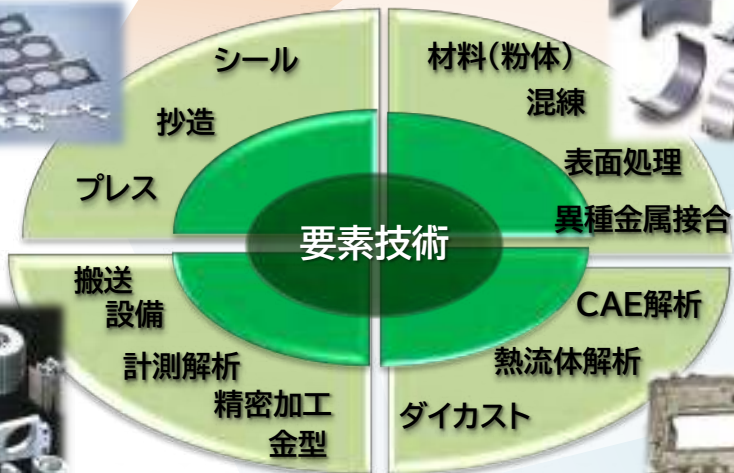 シール
抄造
プレス
材料(粉体)
混練
表面処理
異種金属接合
要素技術
搬送
設備
計測解析
精密加工
金型
CAE解析
熱流体解析
ダイカスト